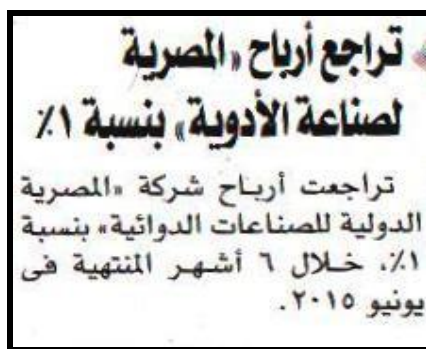 تراجع أرباح «المصرية
لصناعة الأدوية» بنسبة ١٪
تراجعت أرباح شركة «المصرية
الدولية للصناعات الدوائية» بنسبة
١٪، خلال ٦ أشهر المنتهية فى
يونيو ٢٠١٥.